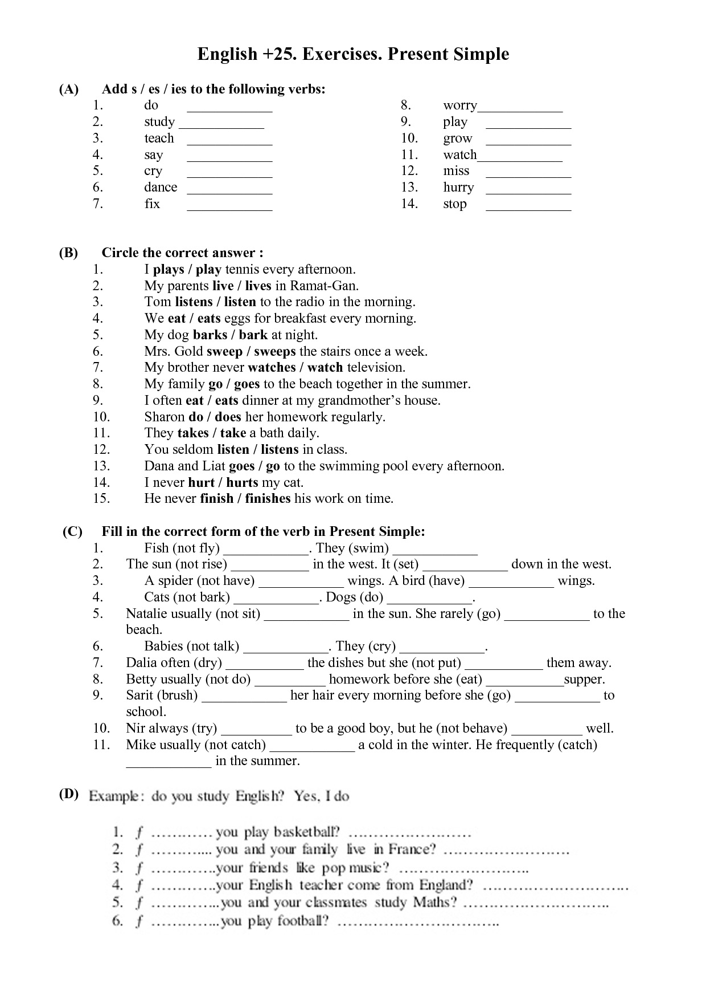 English +25. Exercises. Present Simple
(A) Add s / es / ies to the following verbs:
1. do ____________ 8. worry____________
2. study ____________ 9. play ____________
3. teach ____________ 10. grow ____________
4. say ____________ 11. watch____________
5. cry ____________ 12. miss ____________
6. dance ____________ 13. hurry ____________
7. fix ____________ 14. stop ____________
(B) Circle the correct answer :
1. I plays / play tennis every afternoon.
2. My parents live / lives in Ramat-Gan.
3. Tom listens / listen to the radio in the morning.
4. We eat / eats eggs for breakfast every morning.
5. My dog barks / bark at night.
6. Mrs. Gold sweep / sweeps the stairs once a week.
7. My brother never watches / watch television.
8. My family go / goes to the beach together in the summer.
9. I often eat / eats dinner at my grandmother’s house.
10. Sharon do / does her homework regularly.
11. They takes / take a bath daily.
12. You seldom listen / listens in class.
13. Dana and Liat goes / go to the swimming pool every afternoon.
14. I never hurt / hurts my cat.
15. He never finish / finishes his work on time.
(C) Fill in the correct form of the verb in Present Simple:
1. Fish (not fly) ____________. They (swim) ____________
2. The sun (not rise) ___________ in the west. It (set) ____________ down in the west.
3. A spider (not have) ____________ wings. A bird (have) ____________ wings.
4. Cats (not bark) ____________. Dogs (do) ____________.
5. Natalie usually (not sit) ____________ in the sun. She rarely (go) ____________ to the
beach.
6. Babies (not talk) ____________. They (cry) ____________.
7. Dalia often (dry) ___________ the dishes but she (not put) ___________ them away.
8. Betty usually (not do) __________ homework before she (eat) ___________supper.
9. Sarit (brush) ____________ her hair every morning before she (go) ____________ to
school.
10. Nir always (try) __________ to be a good boy, but he (not behave) __________ well.
11. Mike usually (not catch) ____________ a cold in the winter. He frequently (catch)
____________ in the summer.
(D) Example: do you study English? Yes, I do
1. ƒ ………… you play basketball? ……………………
2. ƒ ………….. you and your family live in France? …………………….
3. ƒ ………….your friends like pop music? ……………………..
4. ƒ ………….your English teacher come from England? ………………………..
5. ƒ …………..you and your classmates study Maths? ………………………..
6. ƒ …………..you play football? …………………………..